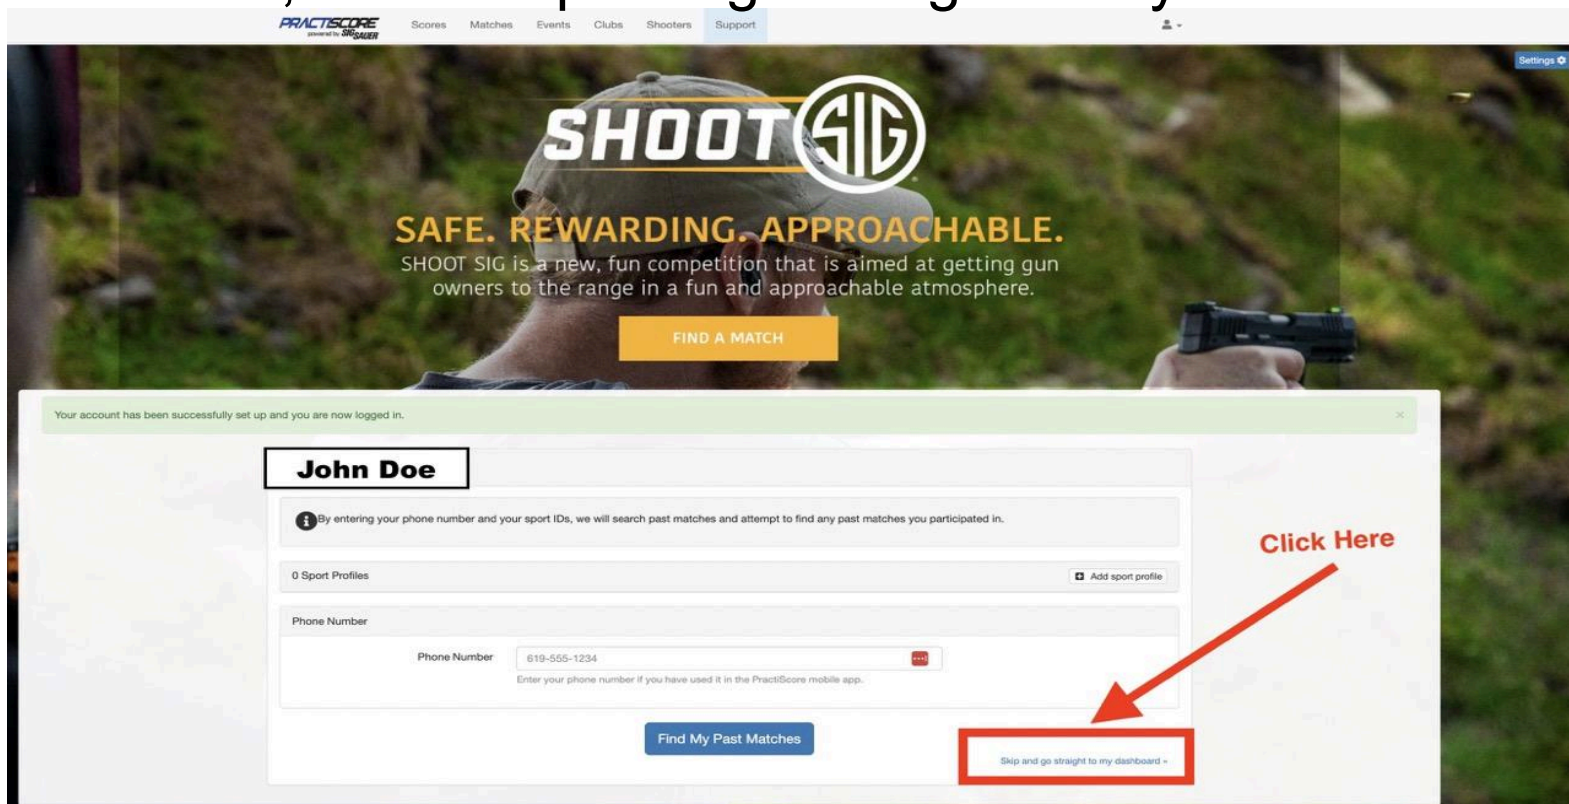 PRACTISCORE
powered by SIG SAUER
Scores Matches Events Clubs Shooters Support
Settings
SHOOT SIG
SAFE. REWARDING. APPROACHABLE.
SHOOT SIG is a new, fun competition that is aimed at getting gun
owners to the range in a fun and approachable atmosphere.
FIND A MATCH
Your account has been successfully set up and you are now logged in.
×
John Doe
By entering your phone number and your sport IDs, we will search past matches and attempt to find any past matches you participated in.
Click Here
0 Sport Profiles Add sport profile
Phone Number
Phone Number 619-555-1234
Enter your phone number if you have used it in the PractiScore mobile app.
Find My Past Matches
Skip and go straight to my dashboard »